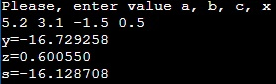 Please, enter value a, b, c, x
5.2 3.1 -1.5 0.5
y=-16.729258
z=0.600550
s=-16.128708